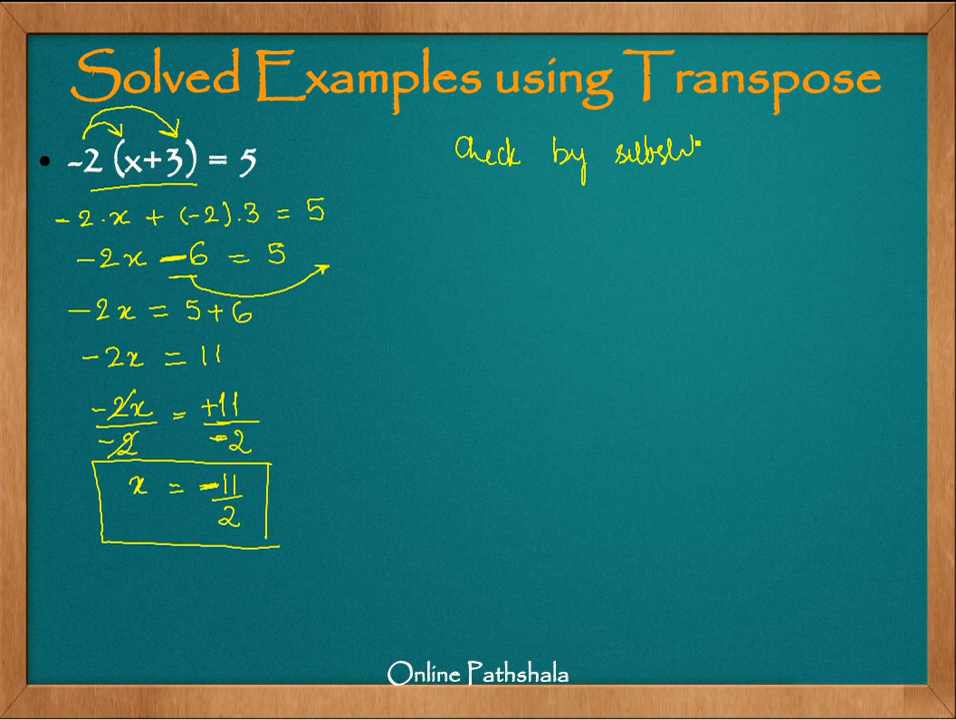 Solved Examples using Transpose
• -2 (x+3) = 5
-2·x + (-2).3 = 5
-2x -6 = 5
-2x = 5+6
-2x = 11
-2x/-2 = +11/-2
x = -11/2
Check by
Online Pathshala